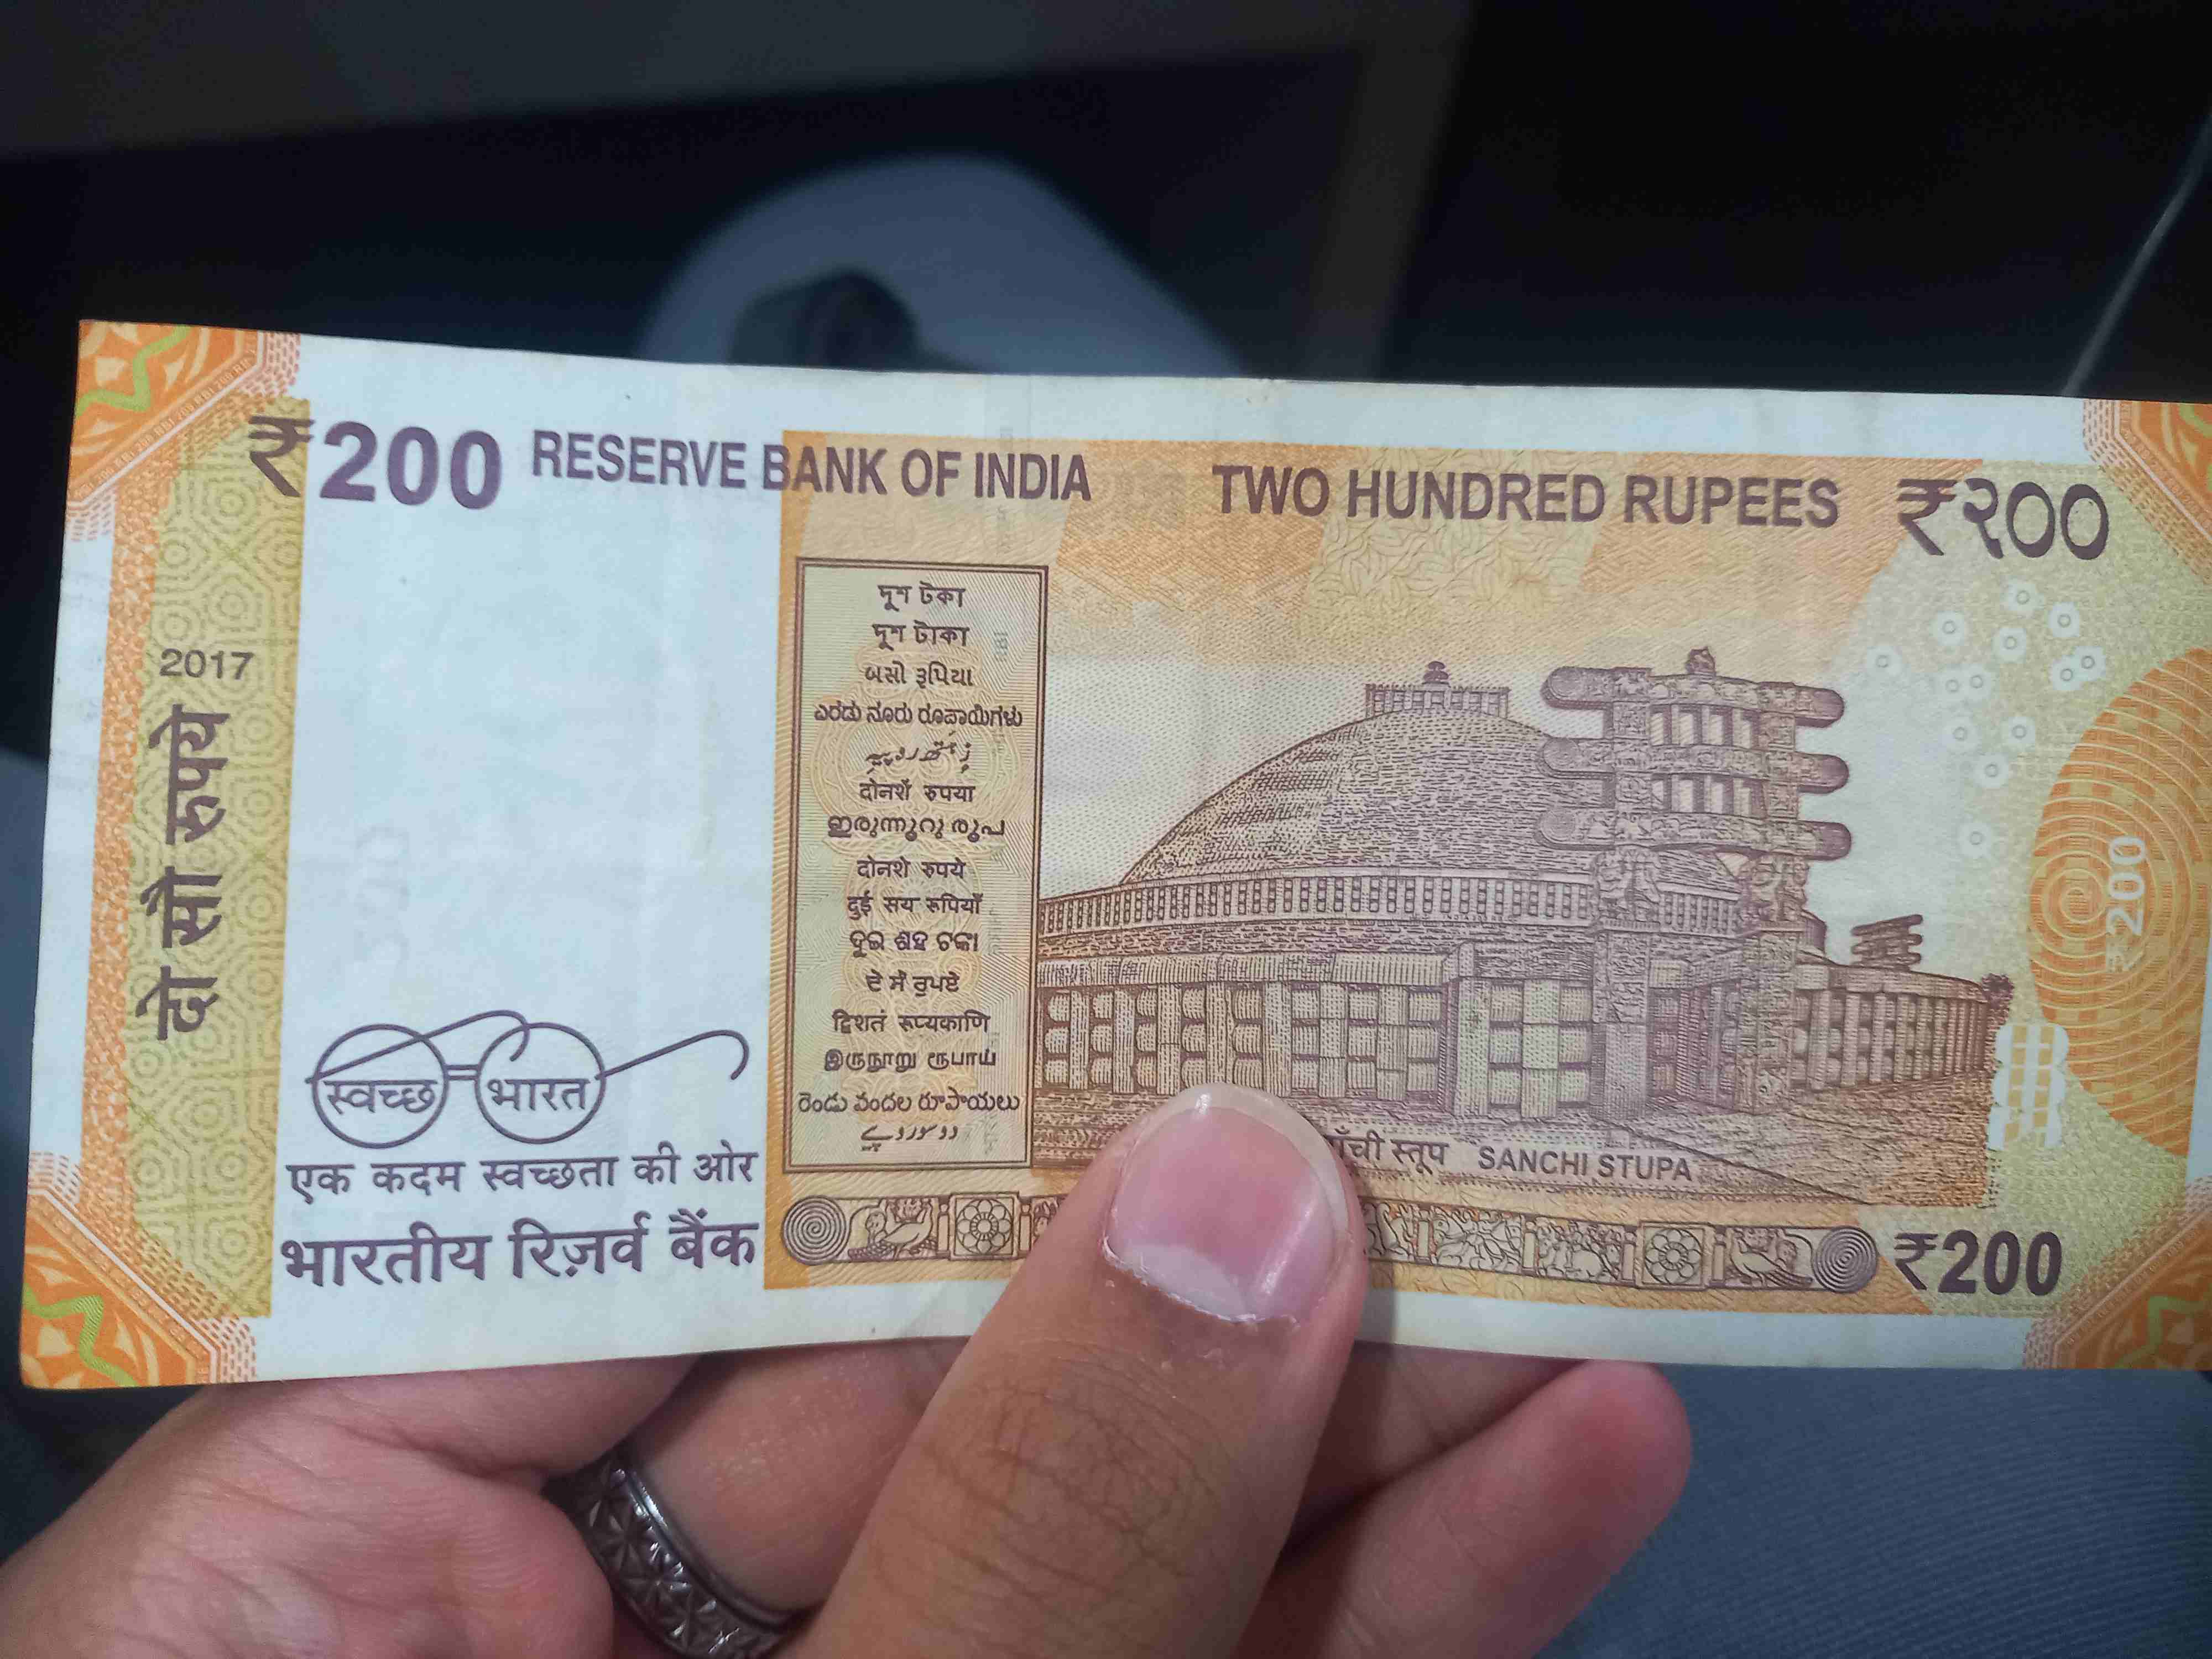 ₹200 RESERVE BANK OF INDIA TWO HUNDRED RUPEES ₹२००
2017
दो सौ रुपये
দুশ টকা
দুশ টাকা
બસો રૂપિયા
ಎರಡು ನೂರು ರೂಪಾಯಿಗಳು
दोनशें रुपया
ഇരുന്നൂറു രൂപ
दोनशे रुपये
दुई सय रुपियाँ
ଦୁଇ ଶହ ଟଙ୍କା
ਦੋ ਸੌ ਰੁਪਏ
द्विशतं रूप्यकाणि
இருநூறு ரூபாய்
రెండు వందల రూపాయలు
دو سو روپے
₹200
स्वच्छ भारत
एक कदम स्वच्छता की ओर
भारतीय रिज़र्व बैंक
स्तूप SANCHI STUPA
₹200